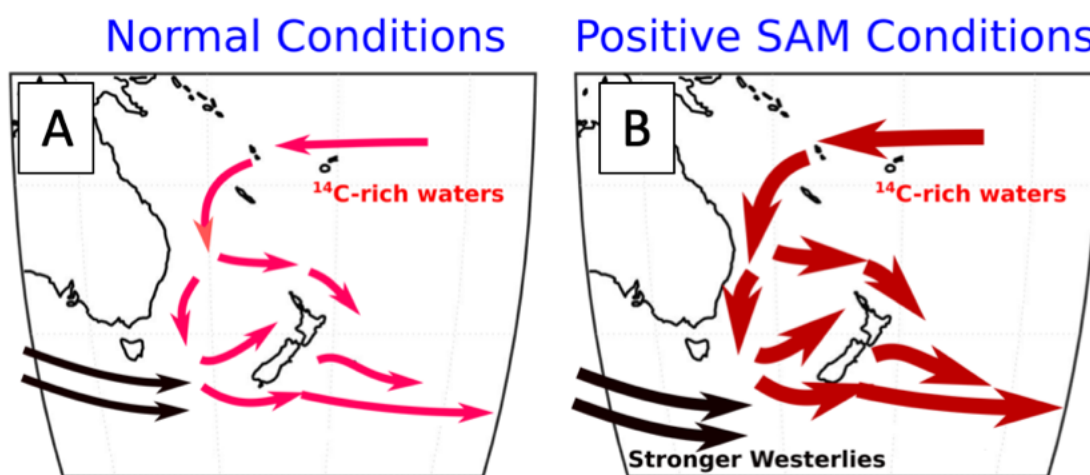 Normal Conditions
Positive SAM Conditions
A
B
¹⁴C-rich waters
¹⁴C-rich waters
Stronger Westerlies